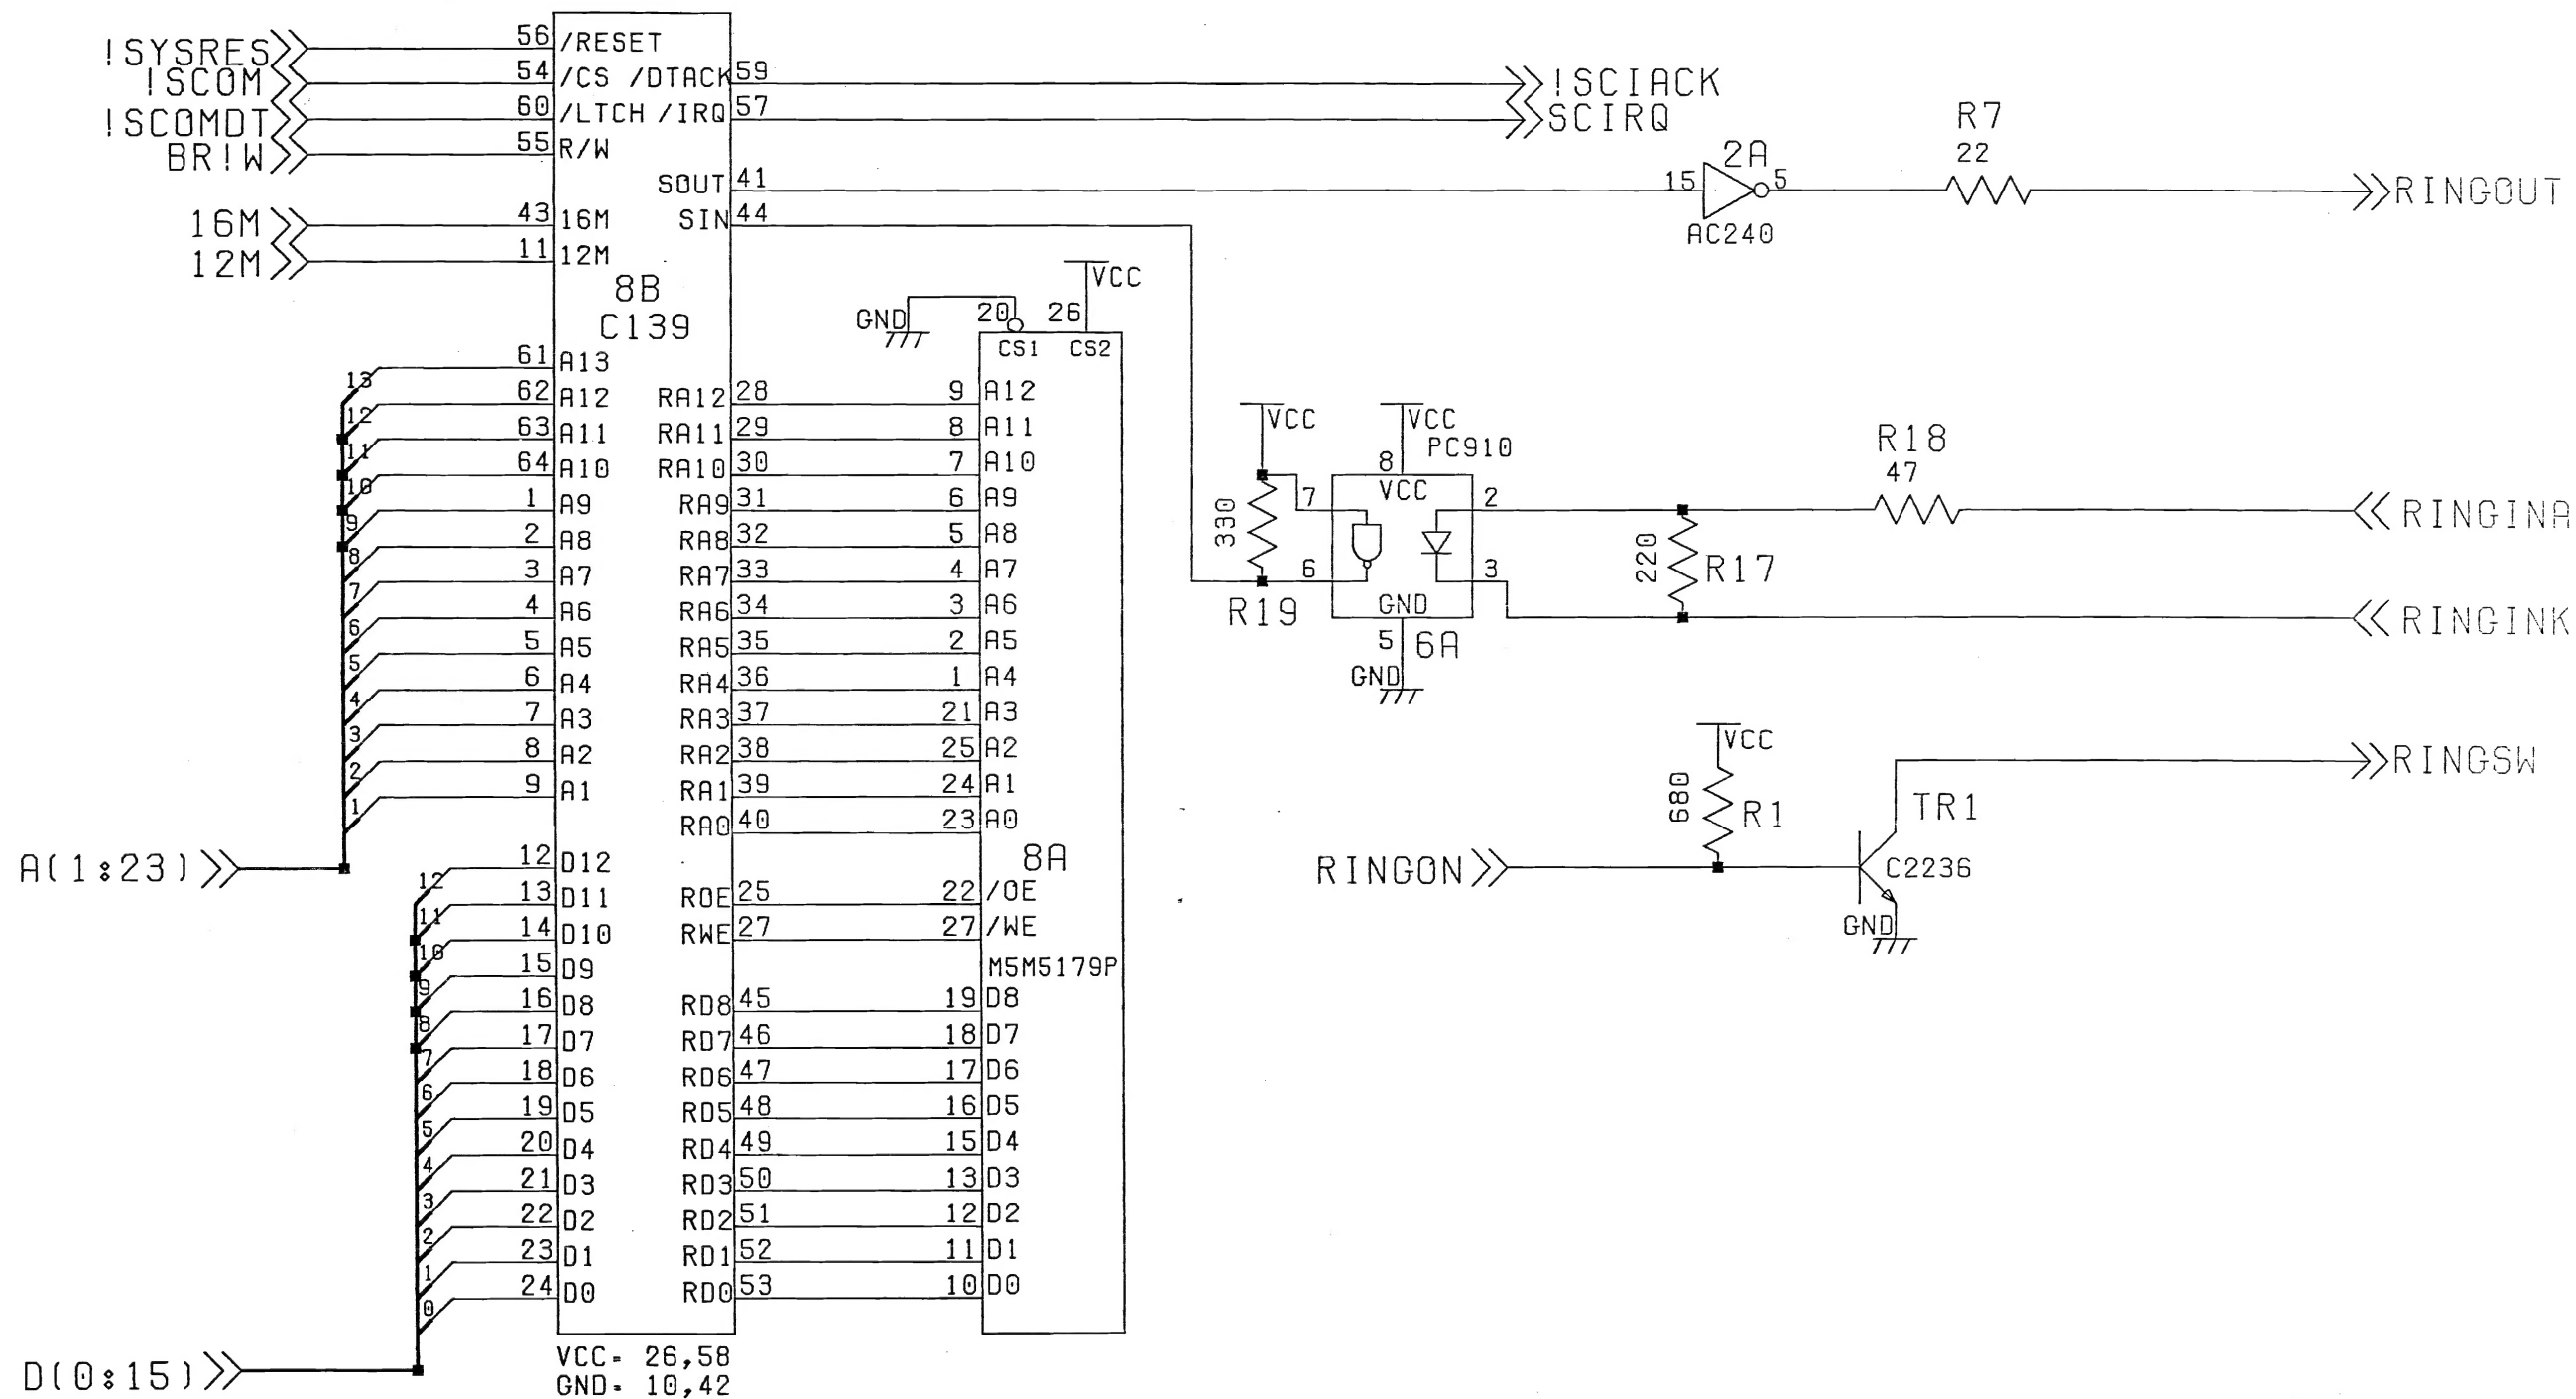 !SYSRES 56 /RESET
!SCOM 54 /CS /DTACK 59 !SCIACK
!SCOMDT 60 /LTCH /IRQ 57 SCIRQ
BR!W 55 R/W
SOUT 41 15 2A 5 AC240 R7 22 RINGOUT
16M 43 16M SIN 44
12M 11 12M
8B
C139
GND 20 26 VCC
CS1 CS2
13 61 A13
12 62 A12 RA12 28 9 A12
11 63 A11 RA11 29 8 A11
10 64 A10 RA10 30 7 A10
9 1 A9 RA9 31 6 A9
8 2 A8 RA8 32 5 A8
7 3 A7 RA7 33 4 A7
6 4 A6 RA6 34 3 A6
5 5 A5 RA5 35 2 A5
4 6 A4 RA4 36 1 A4
3 7 A3 RA3 37 21 A3
2 8 A2 RA2 38 25 A2
1 9 A1 RA1 39 24 A1
RA0 40 23 A0
A(1:23)
8A
12 12 D12
11 13 D11 ROE 25 22 /OE
10 14 D10 RWE 27 27 /WE
9 15 D9
M5M5179P
8 16 D8 RD8 45 19 D8
7 17 D7 RD7 46 18 D7
6 18 D6 RD6 47 17 D6
5 19 D5 RD5 48 16 D5
4 20 D4 RD4 49 15 D4
3 21 D3 RD3 50 13 D3
2 22 D2 RD2 51 12 D2
1 23 D1 RD1 52 11 D1
0 24 D0 RD0 53 10 D0
D(0:15)
VCC= 26,58
GND= 10,42
VCC VCC
PC910
8
VCC
R18
47
330 7 2 RINGINA
220 R17
6 3
R19 GND RINGINK
5 6A
GND
VCC
RINGSW
680 R1 TR1
RINGON C2236
GND